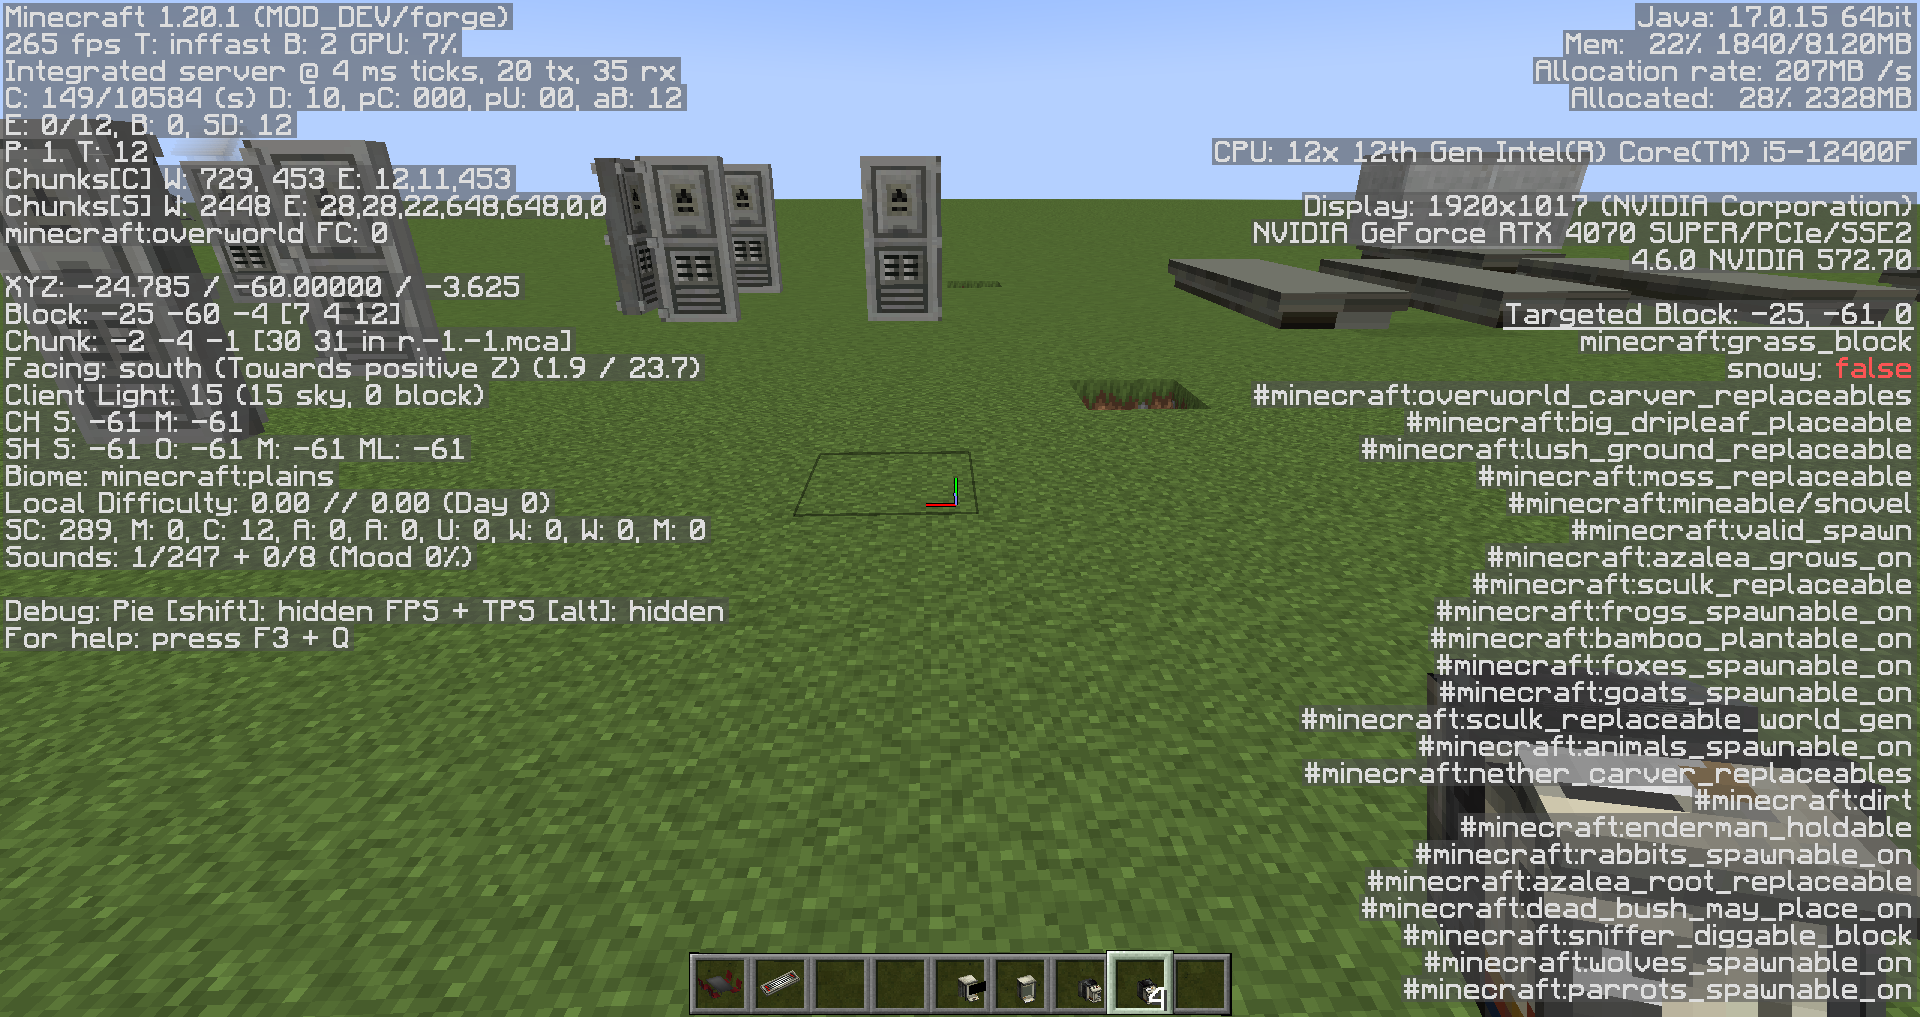 Minecraft 1.20.1 (MOD_DEV/forge)
265 fps T: inffast B: 2 GPU: 7%
Integrated server @ 4 ms ticks, 20 tx, 35 rx
C: 149/10584 (s) D: 10, pC: 000, pU: 00, aB: 12
E: 0/12, B: 0, SD: 12
P: 1. T: 12
Chunks[C] W: 729, 453 E: 12,11,453
Chunks[S] W: 2448 E: 28,28,22,648,648,0,0
minecraft:overworld FC: 0
XYZ: -24.785 / -60.00000 / -3.625
Block: -25 -60 -4 [7 4 12]
Chunk: -2 -4 -1 [30 31 in r.-1.-1.mca]
Facing: south (Towards positive Z) (1.9 / 23.7)
Client Light: 15 (15 sky, 0 block)
CH S: -61 M: -61
SH S: -61 O: -61 M: -61 ML: -61
Biome: minecraft:plains
Local Difficulty: 0.00 // 0.00 (Day 0)
SC: 289, M: 0, C: 12, A: 0, A: 0, U: 0, W: 0, W: 0, M: 0
Sounds: 1/247 + 0/8 (Mood 0%)
Debug: Pie [shift]: hidden FPS + TPS [alt]: hidden
For help: press F3 + Q
Java: 17.0.15 64bit
Mem: 22% 1840/8120MB
Allocation rate: 207MB /s
Allocated: 28% 2328MB
CPU: 12x 12th Gen Intel(R) Core(TM) i5-12400F
Display: 1920x1017 (NVIDIA Corporation)
NVIDIA GeForce RTX 4070 SUPER/PCIe/SSE2
4.6.0 NVIDIA 572.70
Targeted Block: -25, -61, 0
minecraft:grass_block
snowy: false
#minecraft:overworld_carver_replaceables
#minecraft:big_dripleaf_placeable
#minecraft:lush_ground_replaceable
#minecraft:moss_replaceable
#minecraft:mineable/shovel
#minecraft:valid_spawn
#minecraft:azalea_grows_on
#minecraft:sculk_replaceable
#minecraft:frogs_spawnable_on
#minecraft:bamboo_plantable_on
#minecraft:foxes_spawnable_on
#minecraft:goats_spawnable_on
#minecraft:sculk_replaceable_world_gen
#minecraft:animals_spawnable_on
#minecraft:nether_carver_replaceables
#minecraft:dirt
#minecraft:enderman_holdable
#minecraft:rabbits_spawnable_on
#minecraft:azalea_root_replaceable
#minecraft:dead_bush_may_place_on
#minecraft:sniffer_diggable_block
#minecraft:wolves_spawnable_on
#minecraft:parrots_spawnable_on
4